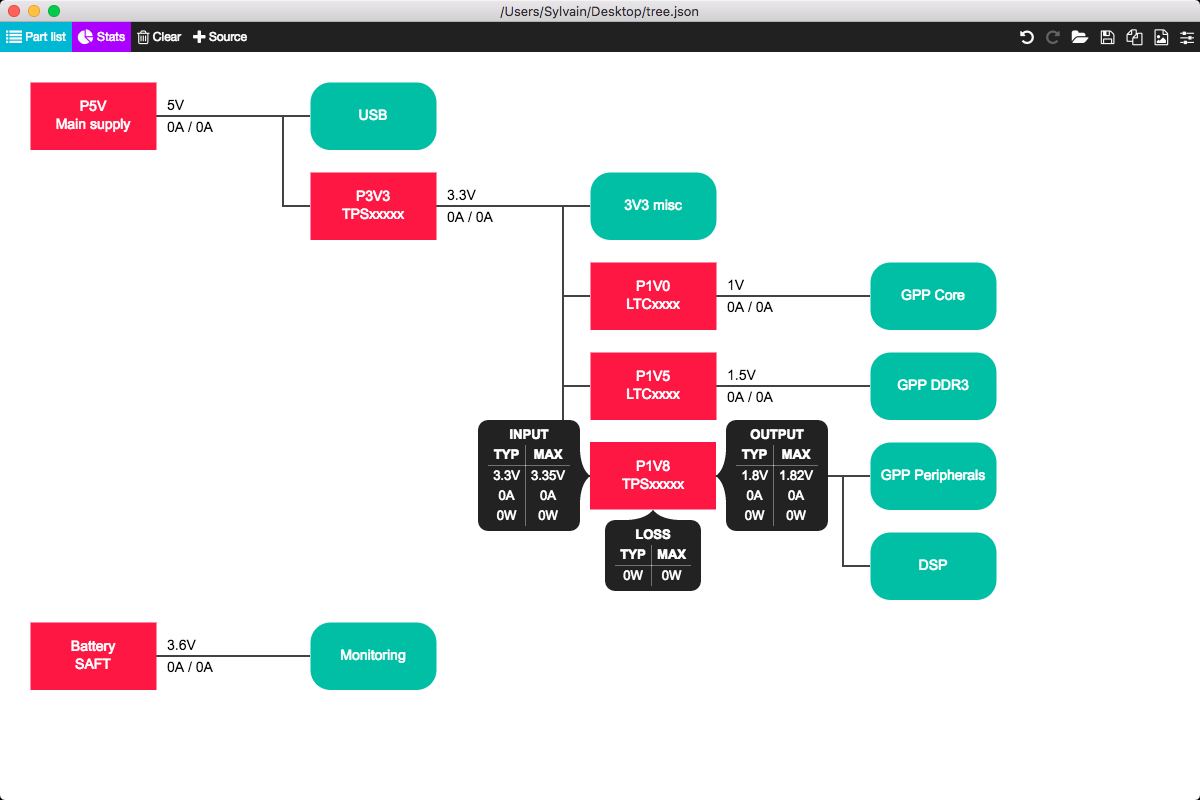 /Users/Sylvain/Desktop/tree.json
Part list Stats Clear Source
P5V
Main supply
5V
0A / 0A
USB
P3V3
TPSxxxxx
3.3V
0A / 0A
3V3 misc
P1V0
LTCxxxx
1V
0A / 0A
GPP Core
P1V5
LTCxxxx
1.5V
0A / 0A
GPP DDR3
INPUT
TYP MAX
3.3V 3.35V
0A 0A
0W 0W
P1V8
TPSxxxxx
OUTPUT
TYP MAX
1.8V 1.82V
0A 0A
0W 0W
GPP Peripherals
LOSS
TYP MAX
0W 0W
DSP
Battery
SAFT
3.6V
0A / 0A
Monitoring